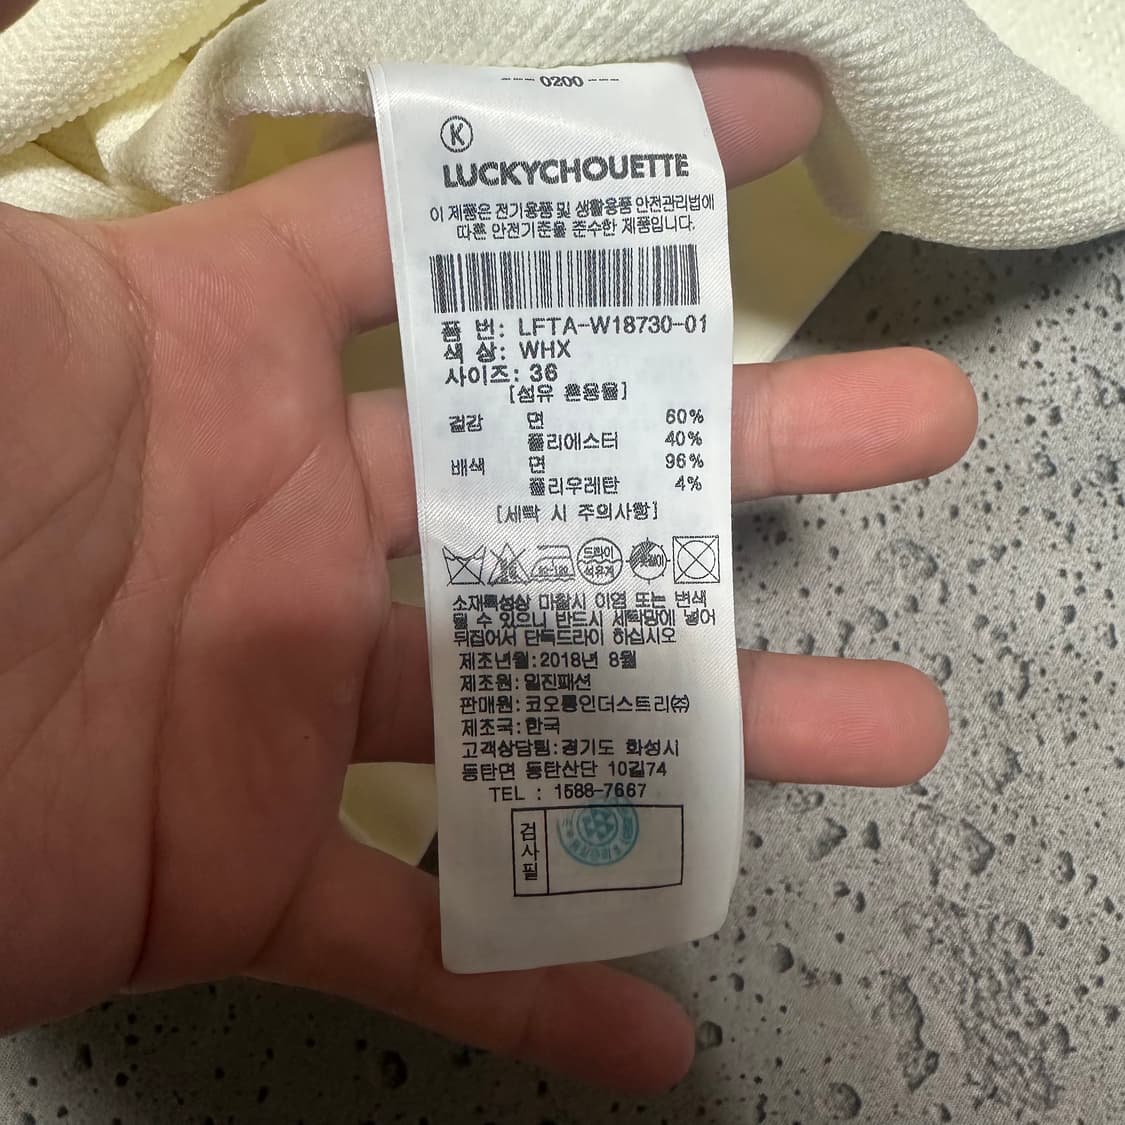 --- 0200 ---
K
LUCKYCHOUETTE
이 제품은 전기용품 및 생활용품 안전관리법에
따른 안전기준을 준수한 제품입니다.
품 번: LFTA-W18730-01
색 상: WHX
사이즈: 36
[섬유 혼용율]
겉감 면 60%
폴리에스터 40%
배색 면 96%
폴리우레탄 4%
[세탁 시 주의사항]
드라이
석유계
소재특성상 마찰시 이염 또는 변색
될 수 있으니 반드시 세탁망에 넣어
뒤집어서 단독드라이 하십시오
제조년월:2018년 8월
제조원:일진패션
판매원:코오롱인더스트리㈜
제조국:한국
고객상담팀:경기도 화성시
동탄면 동탄산단 10길74
TEL : 1588-7667
검사필